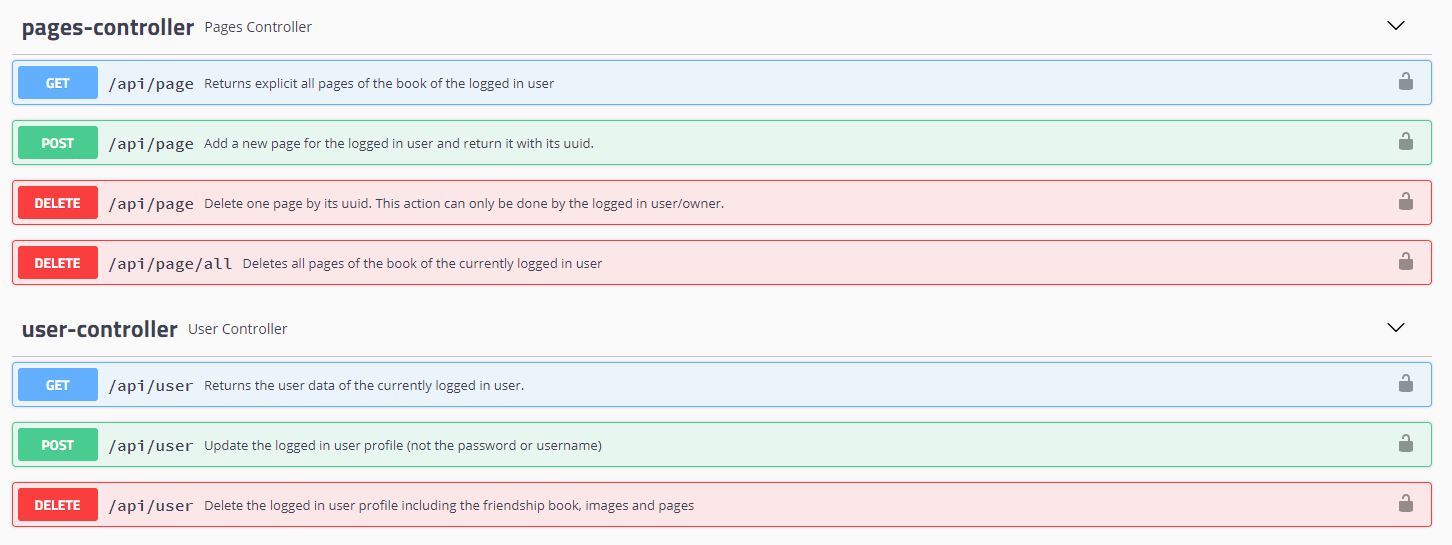 pages-controller Pages Controller
GET /api/page Returns explicit all pages of the book of the logged in user
POST /api/page Add a new page for the logged in user and return it with its uuid.
DELETE /api/page Delete one page by its uuid. This action can only be done by the logged in user/owner.
DELETE /api/page/all Deletes all pages of the book of the currently logged in user
user-controller User Controller
GET /api/user Returns the user data of the currently logged in user.
POST /api/user Update the logged in user profile (not the password or username)
DELETE /api/user Delete the logged in user profile including the friendship book, images and pages